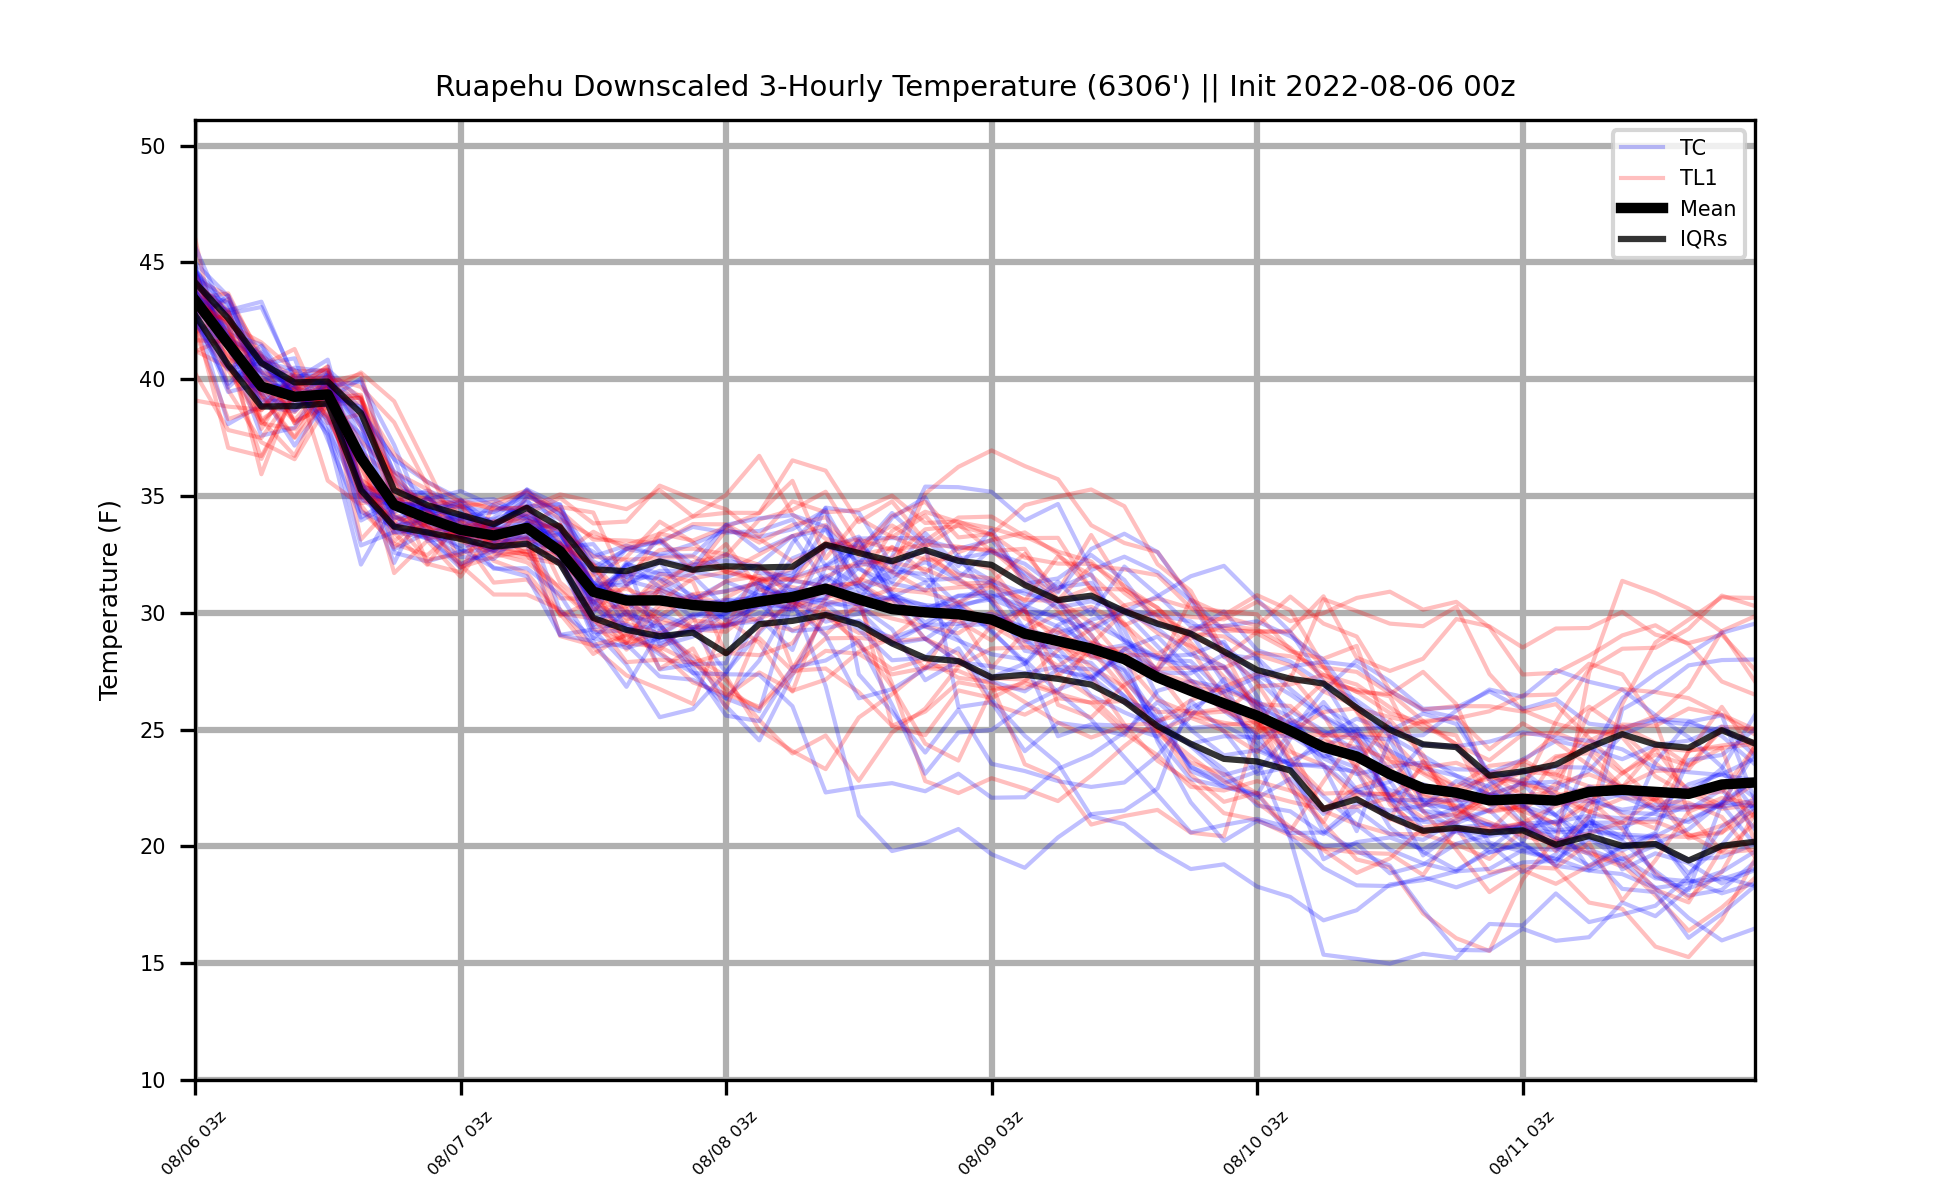 Ruapehu Downscaled 3-Hourly Temperature (6306') || Init 2022-08-06 00z
TC
TL1
Mean
IQRs
Temperature (F)
50
45
40
35
30
25
20
15
10
08/06 03z
08/07 03z
08/08 03z
08/09 03z
08/10 03z
08/11 03z